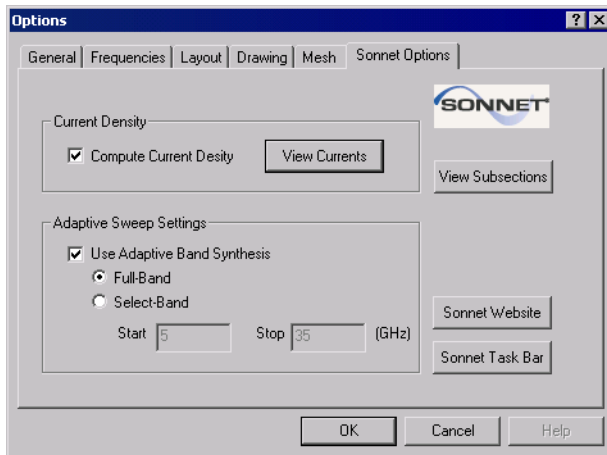 Options
General Frequencies Layout Drawing Mesh Sonnet Options
SONNET®
Current Density
Compute Current Desity View Currents
View Subsections
Adaptive Sweep Settings
Use Adaptive Band Synthesis
Full-Band
Select-Band
Start 5 Stop 35 (GHz)
Sonnet Website
Sonnet Task Bar
OK Cancel Help